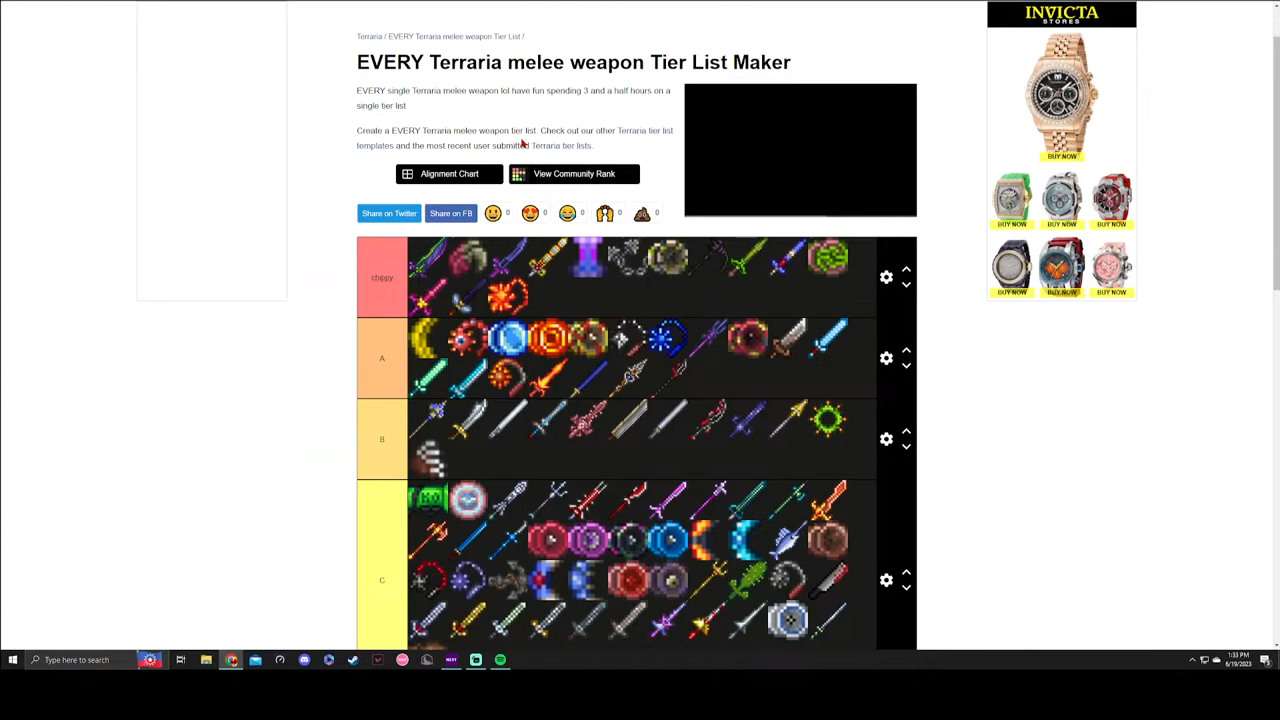 INVICTA
STORES
Terraria / EVERY Terraria melee weapon Tier List /
EVERY Terraria melee weapon Tier List Maker
EVERY single Terraria melee weapon lol have fun spending 3 and a half hours on a
single tier list
Create a EVERY Terraria melee weapon tier list. Check out our other Terraria tier list
templates and the most recent user submitted Terraria tier lists.
Alignment Chart
View Community Rank
Share on Twitter
Share on FB
0
0
0
0
0
BUY NOW
BUY NOW
BUY NOW
BUY NOW
BUY NOW
BUY NOW
BUY NOW
chippy
A
B
C
KO
Type here to search
NEXT
1:33 PM
6/19/2023